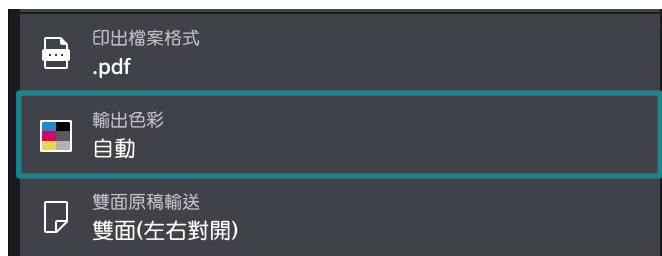 印出檔案格式
.pdf
輸出色彩
自動
雙面原稿輸送
雙面(左右對開)